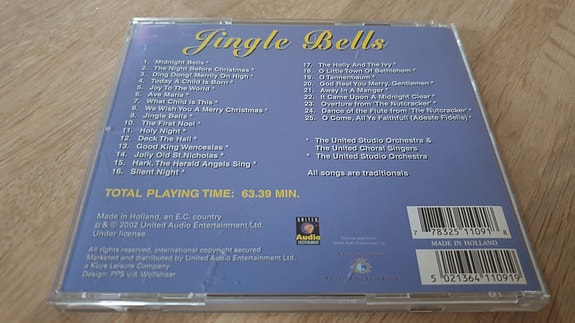 Jingle Bells
1. Midnight Bells *
2. The Night Before Christmas *
3. Ding Dong! Merrily On High *
4. Today A Child Is Born *
5. Joy To The World *
6. Ave Maria *
7. What Child Is This *
8. We Wish You A Merry Christmas *
9. Jingle Bells *
10. The First Noel *
11. Holy Night *
12. Deck The Hall *
13. Good King Wenceslas *
14. Jolly Old St.Nicholas *
15. Hark, The Herald Angels Sing *
16. Silent Night *
17. The Holly And The Ivy *
18. O Little Town Of Bethlehem *
19. O Tannenbaum *
20. God Rest You Merry, Gentlemen *
21. Away In A Manger *
22. It Came Upon A Midnight Clear *
23. Overture from 'The Nutcracker' *
24. Dance of the Flute from 'The Nutcracker' *
25. O Come, All Ye Faithful! (Adeste Fidelis) *
* The United Studio Orchestra &
The United Choral Singers
* The United Studio Orchestra
All songs are traditionals
TOTAL PLAYING TIME: 63.39 MIN.
Made in Holland, an E.C. country
℗ & © 2002 United Audio Entertainment Ltd.
Under license.
All rights reserved, international copyright secured
Marketed and distributed by United Audio Entertainment Ltd.
a Kova Leisure Company
Design: PPS v.d. Wolfshaar
UNITED
Audio
ENTERTAINMENT
7 78325 11091 8
MADE IN HOLLAND
5 021364 110919